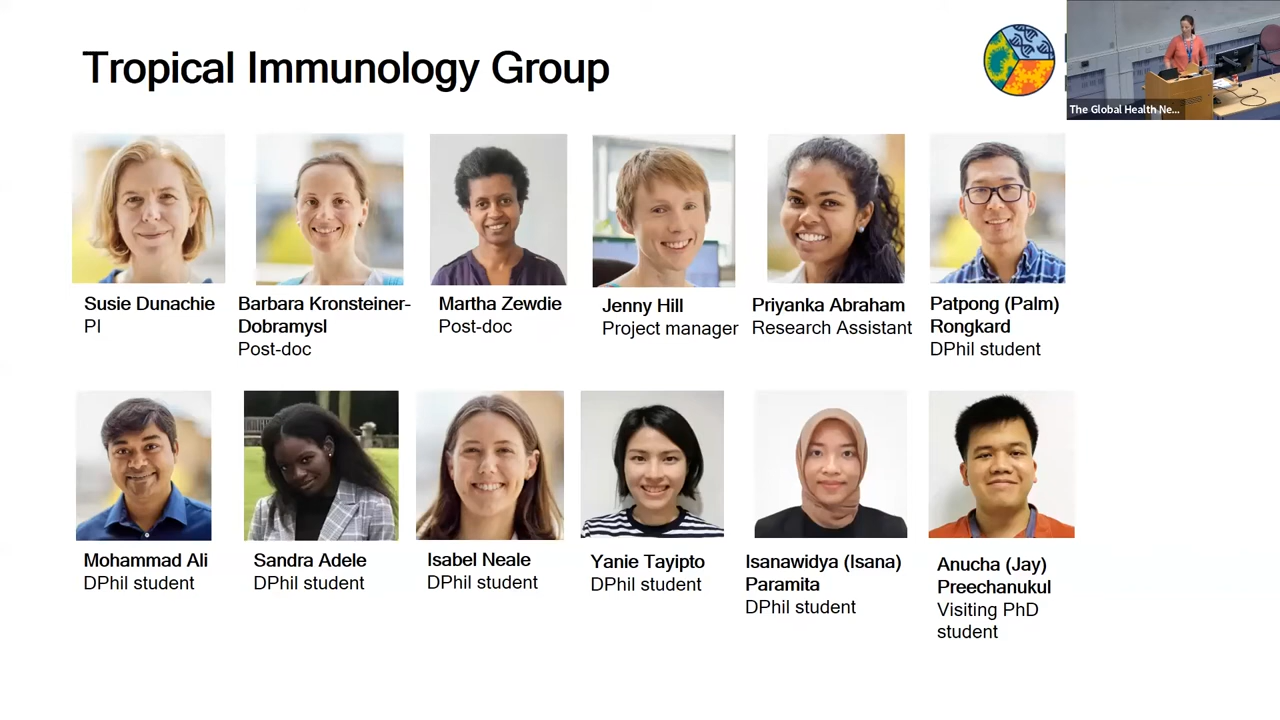 Tropical Immunology Group
The Global Health Ne...
Susie Dunachie
PI
Barbara Kronsteiner-
Dobramysl
Post-doc
Martha Zewdie
Post-doc
Jenny Hill
Project manager
Priyanka Abraham
Research Assistant
Patpong (Palm)
Rongkard
DPhil student
Mohammad Ali
DPhil student
Sandra Adele
DPhil student
Isabel Neale
DPhil student
Yanie Tayipto
DPhil student
Isanawidya (Isana)
Paramita
DPhil student
Anucha (Jay)
Preechanukul
Visiting PhD
student